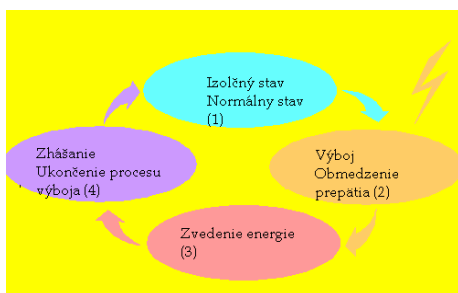 Izolčný stav
Normálny stav
(1)
Výboj
Obmedzenie
prepätia (2)
Zvedenie energie
(3)
Zhášanie
Ukončenie procesu
výboja (4)